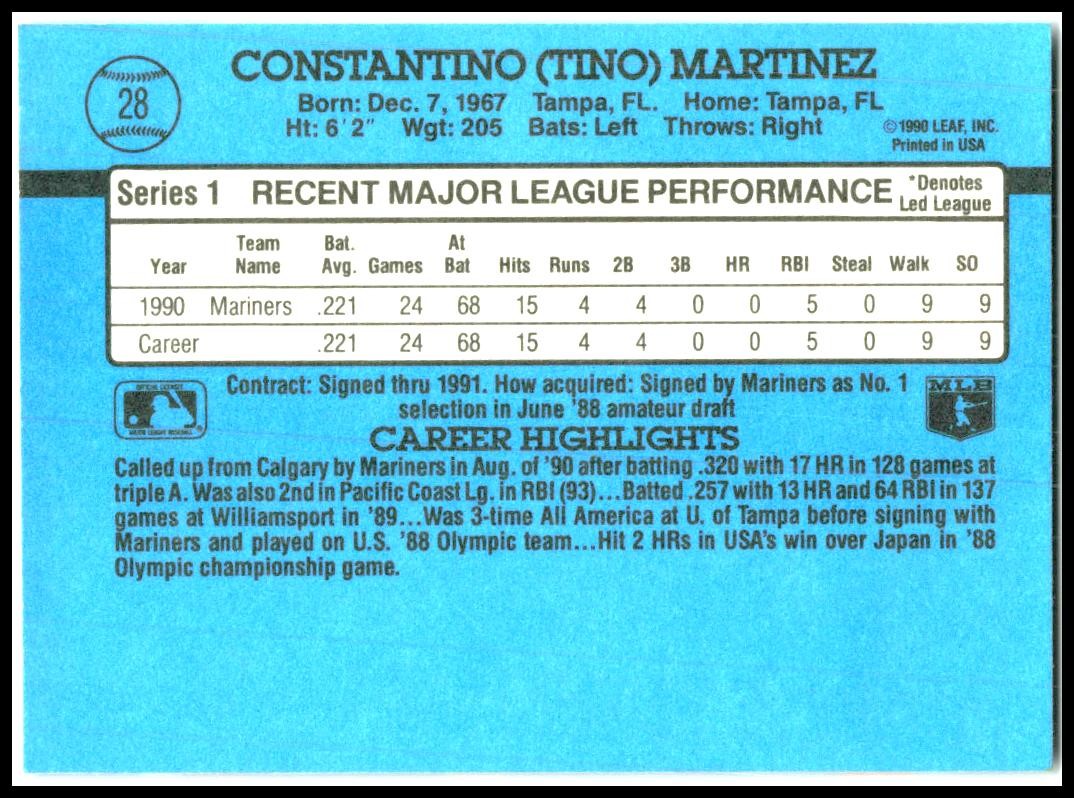 28
CONSTANTINO (TINO) MARTINEZ
Born: Dec. 7, 1967 Tampa, FL. Home: Tampa, FL
Ht: 6'2" Wgt: 205 Bats: Left Throws: Right
©1990 LEAF, INC.
Printed in USA
Series 1 RECENT MAJOR LEAGUE PERFORMANCE *Denotes Led League
Year Team Name Bat. Avg. Games At Bat Hits Runs 2B 3B HR RBI Steal Walk SO
1990 Mariners .221 24 68 15 4 4 0 0 5 0 9 9
Career .221 24 68 15 4 4 0 0 5 0 9 9
OFFICIAL LICENSEE
MAJOR LEAGUE BASEBALL
Contract: Signed thru 1991. How acquired: Signed by Mariners as No. 1
selection in June '88 amateur draft
MLB
CAREER HIGHLIGHTS
Called up from Calgary by Mariners in Aug. of '90 after batting .320 with 17 HR in 128 games at
triple A. Was also 2nd in Pacific Coast Lg. in RBI (93)...Batted .257 with 13 HR and 64 RBI in 137
games at Williamsport in '89...Was 3-time All America at U. of Tampa before signing with
Mariners and played on U.S. '88 Olympic team...Hit 2 HRs in USA's win over Japan in '88
Olympic championship game.